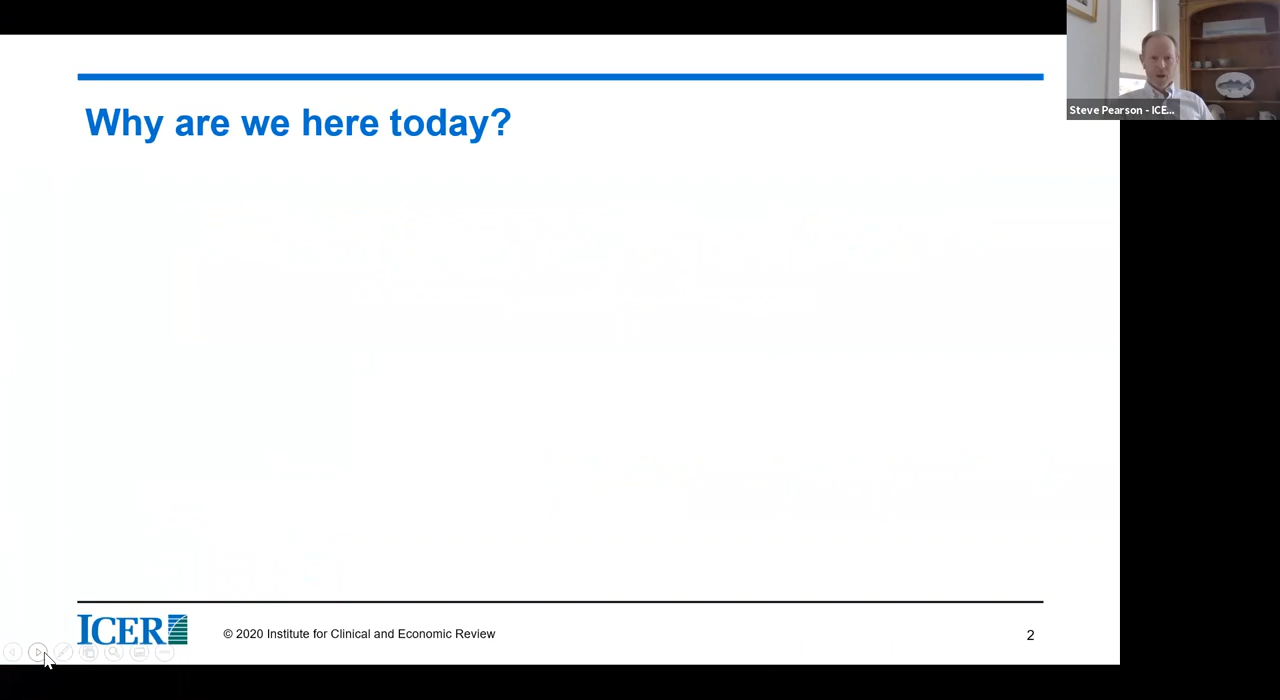 Why are we here today?
Steve Pearson - ICE...
ICER
© 2020 Institute for Clinical and Economic Review
2